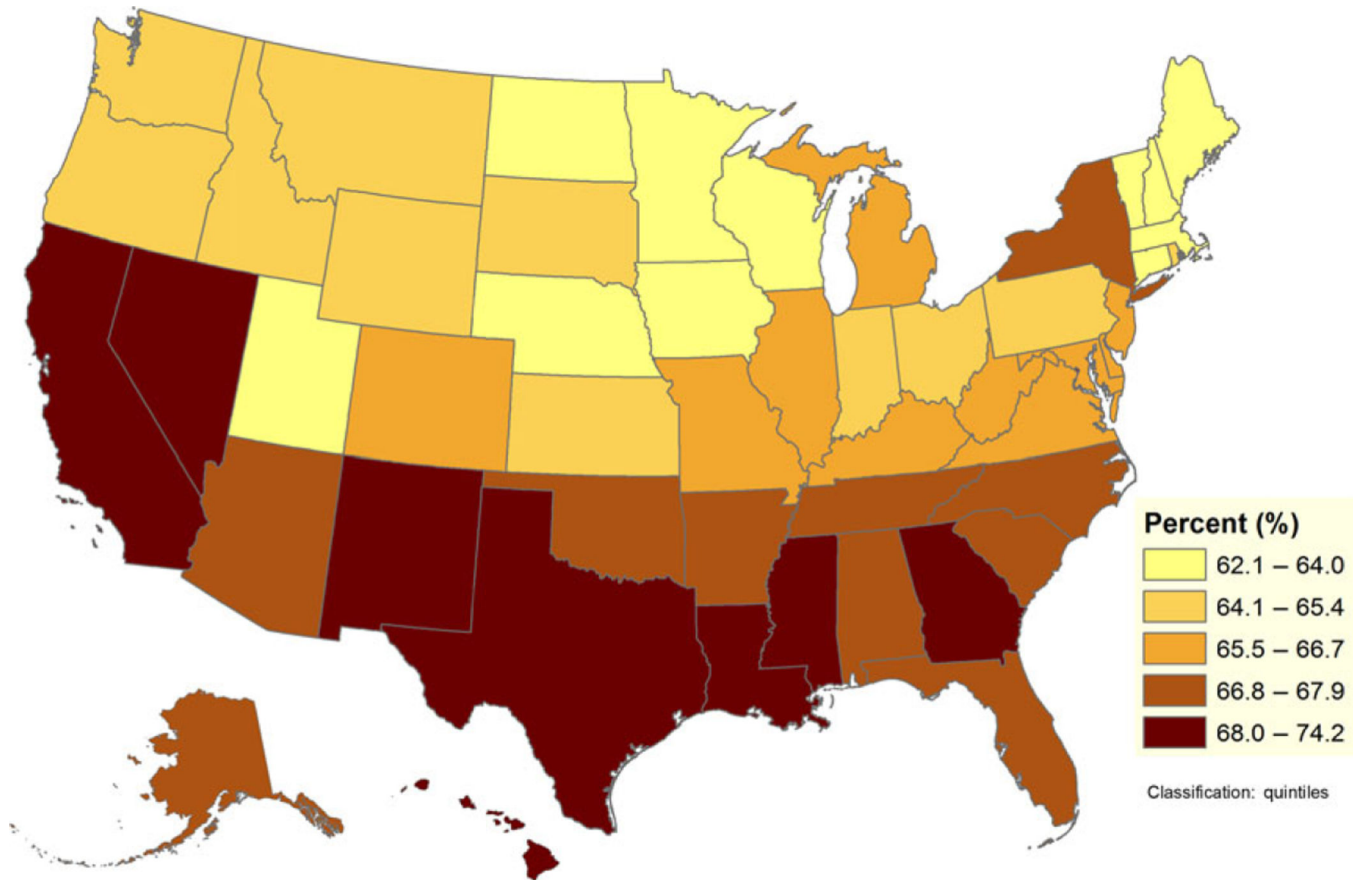 Percent (%)
62.1 – 64.0
64.1 – 65.4
65.5 – 66.7
66.8 – 67.9
68.0 – 74.2
Classification: quintiles